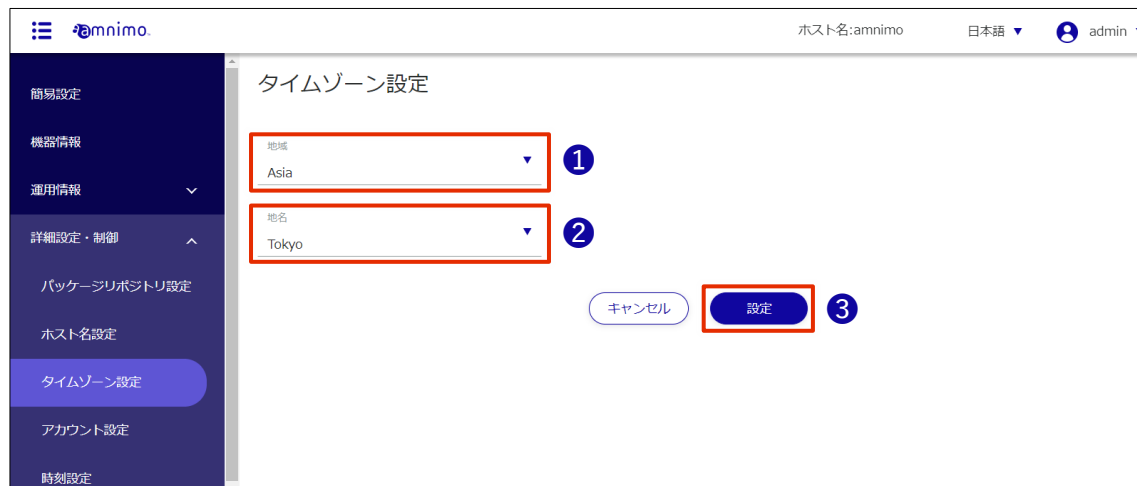 amnimo.
ホスト名:amnimo
日本語 ▼
admin
簡易設定
機器情報
運用情報
詳細設定・制御
パッケージリポジトリ設定
ホスト名設定
タイムゾーン設定
アカウント設定
時刻設定
タイムゾーン設定
地域
Asia
1
地名
Tokyo
2
キャンセル
設定
3